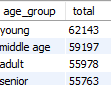 age_group total
young 62143
middle age 59197
adult 55978
senior 55763